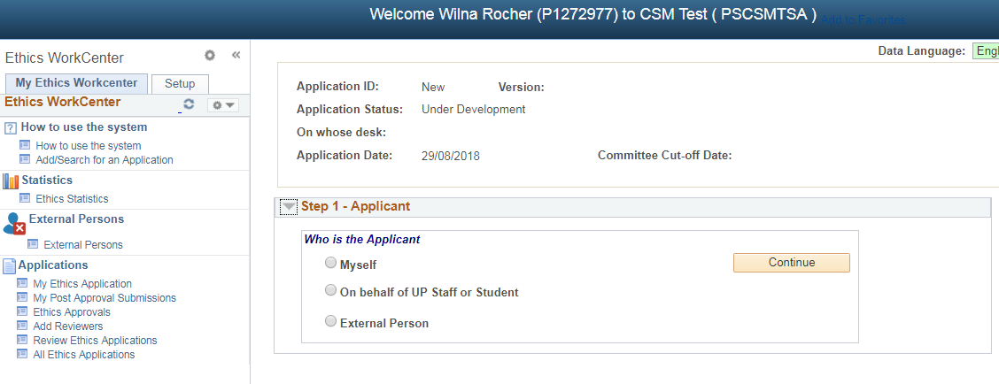 Welcome Wilna Rocher (P1272977) to CSM Test ( PSCSMTSA )
Add to Favorites
Ethics WorkCenter
«
Data Language:
Engl
My Ethics Workcenter
Setup
Ethics WorkCenter
How to use the system
How to use the system
Add/Search for an Application
Statistics
Ethics Statistics
External Persons
External Persons
Applications
My Ethics Application
My Post Approval Submissions
Ethics Approvals
Add Reviewers
Review Ethics Applications
All Ethics Applications
Application ID: New Version:
Application Status: Under Development
On whose desk:
Application Date: 29/08/2018 Committee Cut-off Date:
Step 1 - Applicant
Who is the Applicant
Myself
Continue
On behalf of UP Staff or Student
External Person